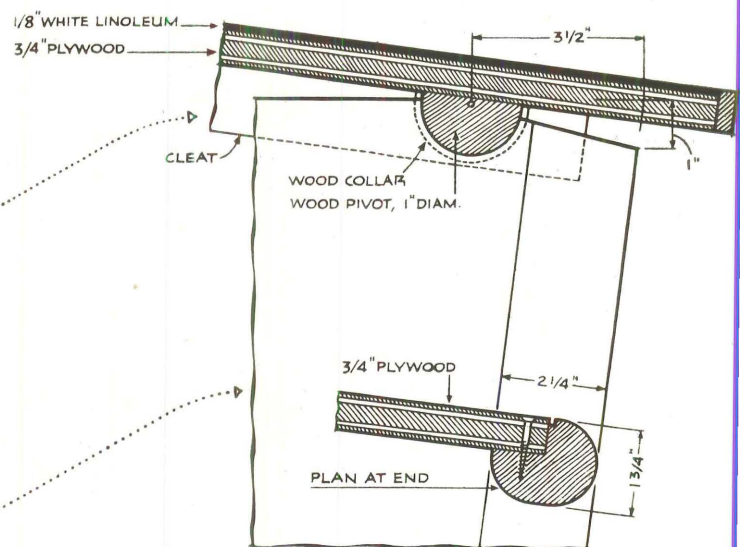 1/8" WHITE LINOLEUM
3/4" PLYWOOD
3 1/2"
CLEAT
WOOD COLLAR
WOOD PIVOT, 1" DIAM.
1"
3/4" PLYWOOD
2 1/4"
PLAN AT END
1 3/4"